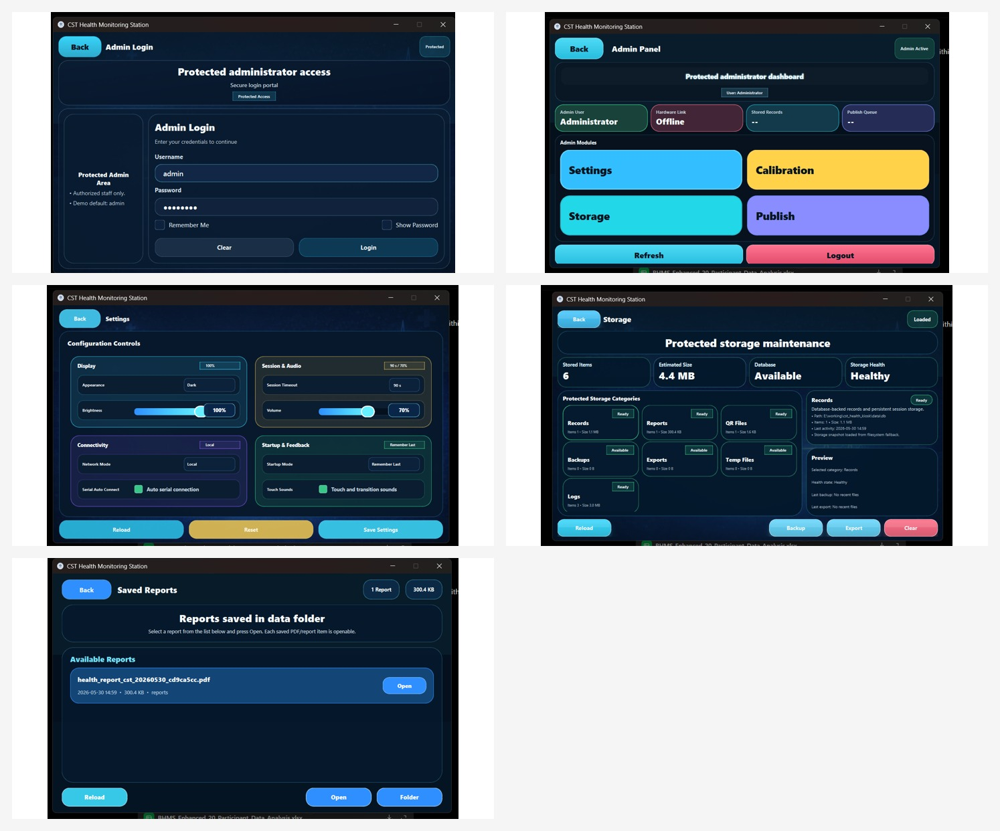 CST Health Monitoring Station
Back
Admin Login
Protected
Protected administrator access
Secure login portal
Protected Access
Protected Admin
Area
• Authorized staff only.
• Demo default: admin
Admin Login
Enter your credentials to continue
Username
admin
Password
Remember Me
Show Password
Clear
Login
CST Health Monitoring Station
Back
Admin Panel
Admin Active
ithi
Protected administrator dashboard
User: Administrator
Admin User
Administrator
Hardware Link
Offline
Stored Records
--
Publish Queue
--
Admin Modules
Settings
Calibration
Storage
Publish
Refresh
Logout
BHMS_Enhanced_20_Participant_Data_Analysis.xlsx
CST Health Monitoring Station
Back
Settings
ithi
Configuration Controls
Display
100%
Appearance
Dark
Brightness
100%
Session & Audio
90 s / 70%
Session Timeout
90 s
Volume
70%
Connectivity
Local
Network Mode
Local
Serial Auto Connect
Auto serial connection
Startup & Feedback
Remember Last
Startup Mode
Remember Last
Touch Sounds
Touch and transition sounds
Reload
Reset
Save Settings
CST Health Monitoring Station
Back
Storage
Loaded
ithi
Protected storage maintenance
Stored Items
6
Estimated Size
4.4 MB
Database
Available
Storage Health
Healthy
Protected Storage Categories
Ready
Records
Items 1 • Size 1.1 MB
Ready
Reports
Items 1 • Size 300.4 KB
Ready
QR Files
Items 1 • Size 1.6 KB
Available
Backups
Items 0 • Size 0 B
Available
Exports
Items 0 • Size 0 B
Available
Temp Files
Items 0 • Size 0 B
Ready
Logs
Items 3 • Size 3.0 MB
Records
Ready
Database-backed records and persistent session storage.
• Path: E:\working\cst_health_kiosk\data\db
• Items: 1 • Size: 1.1 MB
• Last activity: 2026-05-30 14:59
• Storage snapshot loaded from filesystem fallback.
Preview
Selected category: Records
Health state: Healthy
Last backup: No recent files
Last export: No recent files
Reload
Backup
Export
Clear
BHMS_Enhanced_20_Participant_Data_Analysis.xlsx
CST Health Monitoring Station
Back
Saved Reports
1 Report
300.4 KB
ith
Reports saved in data folder
Select a report from the list below and press Open. Each saved PDF/report item is openable.
Available Reports
health_report_cst_20260530_cd9ca5cc.pdf
2026-05-30 14:59 • 300.4 KB • reports
Open
Reload
Open
Folder
BHMS_Enhanced_20_Participant_Data_Analysis.xlsx